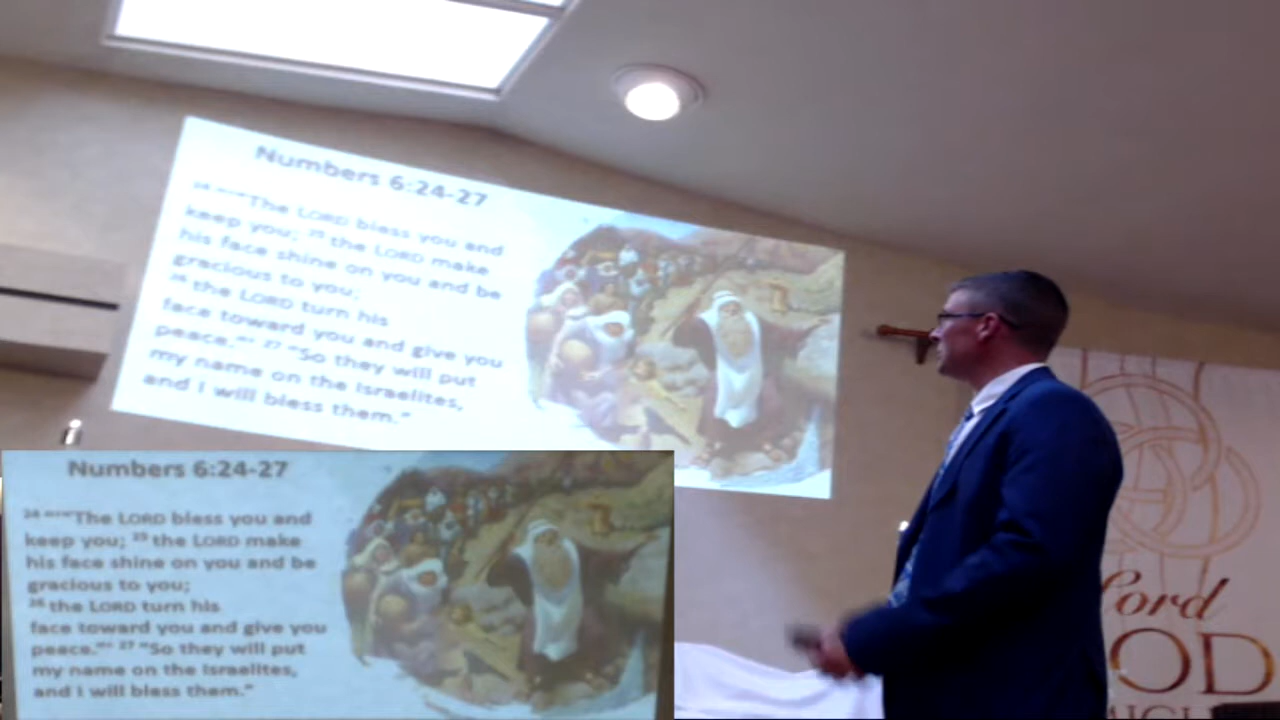 Numbers 6:24-27
24 "'"'The LORD bless you and
keep you; 25 the LORD make
his face shine on you and be
gracious to you;
26 the LORD turn his
face toward you and give you
peace."' 27 "So they will put
my name on the Israelites,
and I will bless them."
Numbers 6:24-27
24 "'"'The LORD bless you and
keep you; 25 the LORD make
his face shine on you and be
gracious to you;
26 the LORD turn his
face toward you and give you
peace."' 27 "So they will put
my name on the Israelites,
and I will bless them."
Lord